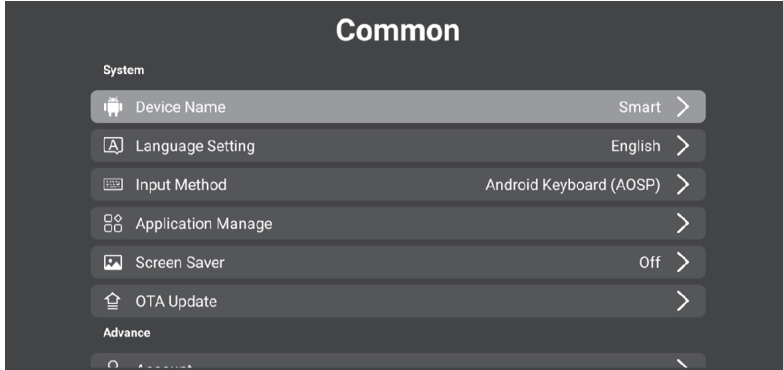 Common
System
Device Name Smart
Language Setting English
Input Method Android Keyboard (AOSP)
Application Manage
Screen Saver Off
OTA Update
Advance
Account